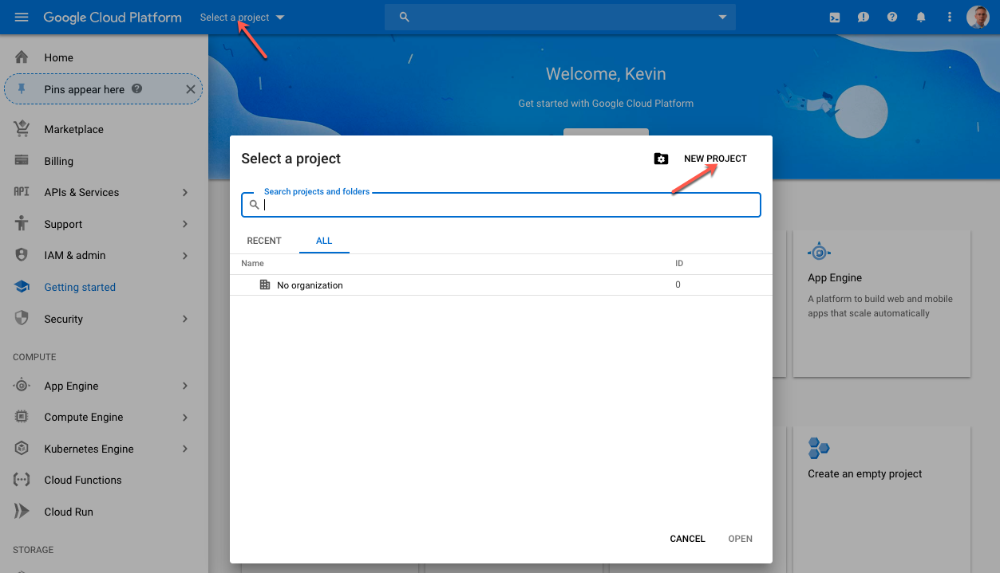 Google Cloud Platform
Select a project
Home
Pins appear here
Marketplace
Billing
API APIs & Services
Support
IAM & admin
Getting started
Security
COMPUTE
App Engine
Compute Engine
Kubernetes Engine
Cloud Functions
Cloud Run
STORAGE
Welcome, Kevin
Get started with Google Cloud Platform
Select a project
NEW PROJECT
Search projects and folders
RECENT
ALL
Name
ID
No organization
0
CANCEL
OPEN
App Engine
A platform to build web and mobile
apps that scale automatically
Create an empty project